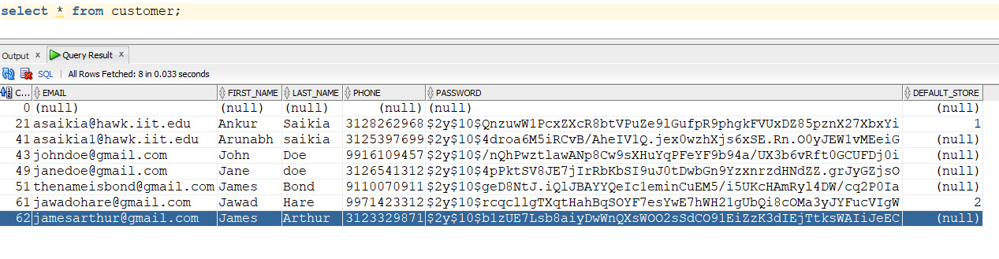 select * from customer;
Output x Query Result x
SQL | All Rows Fetched: 8 in 0.033 seconds
C... EMAIL FIRST_NAME LAST_NAME PHONE PASSWORD DEFAULT_STORE
0 (null) (null) (null) (null) (null) (null)
21 asaikia@hawk.iit.edu Ankur Saikia 3128262968 $2y$10$QnzuwW1PcxZXcR8btVPuZe9lGufpR9phgkFVUxDZ85pznX27XbxYi 1
41 asaikia1@hawk.iit.edu Arunabh saikia 3125397699 $2y$10$4droa6M5iRCvB/AheIV1Q.jex0wzhXjs6xSE.Rn.O0yJEW1vMEeiG (null)
43 johndoe@gmail.com John Doe 9916109457 $2y$10$/nQhPwztlawANp8Cw9sXHuYqPFeYF9b94a/UX3b6vRft0GCUFDj0i (null)
49 janedoe@gmail.com Jane doe 3126541312 $2y$10$4pPktSV8JE7jIrRbKbSI9uJ0tDwbGn9YzxnrzdHNdZZ.grJyGZjsO (null)
51 thenameisbond@gmail.com James Bond 9110070911 $2y$10$geD8NtJ.iQlJBAYYQeIc1eminCuEM5/i5UKcHAmRyl4DW/cq2P0Ia (null)
61 jawadohare@gmail.com Jawad Hare 9971423312 $2y$10$rcqcllgTXqtHahBqSOYF7esYwE7hWH21gUbQi8cOMa3yJYFucVIgW 2
62 jamesarthur@gmail.com James Arthur 3123329871 $2y$10$b1zUE7Lsb8aiyDwWnQXsWOO2sSdCO91EiZzK3dIEjTtksWAIiJeEC (null)